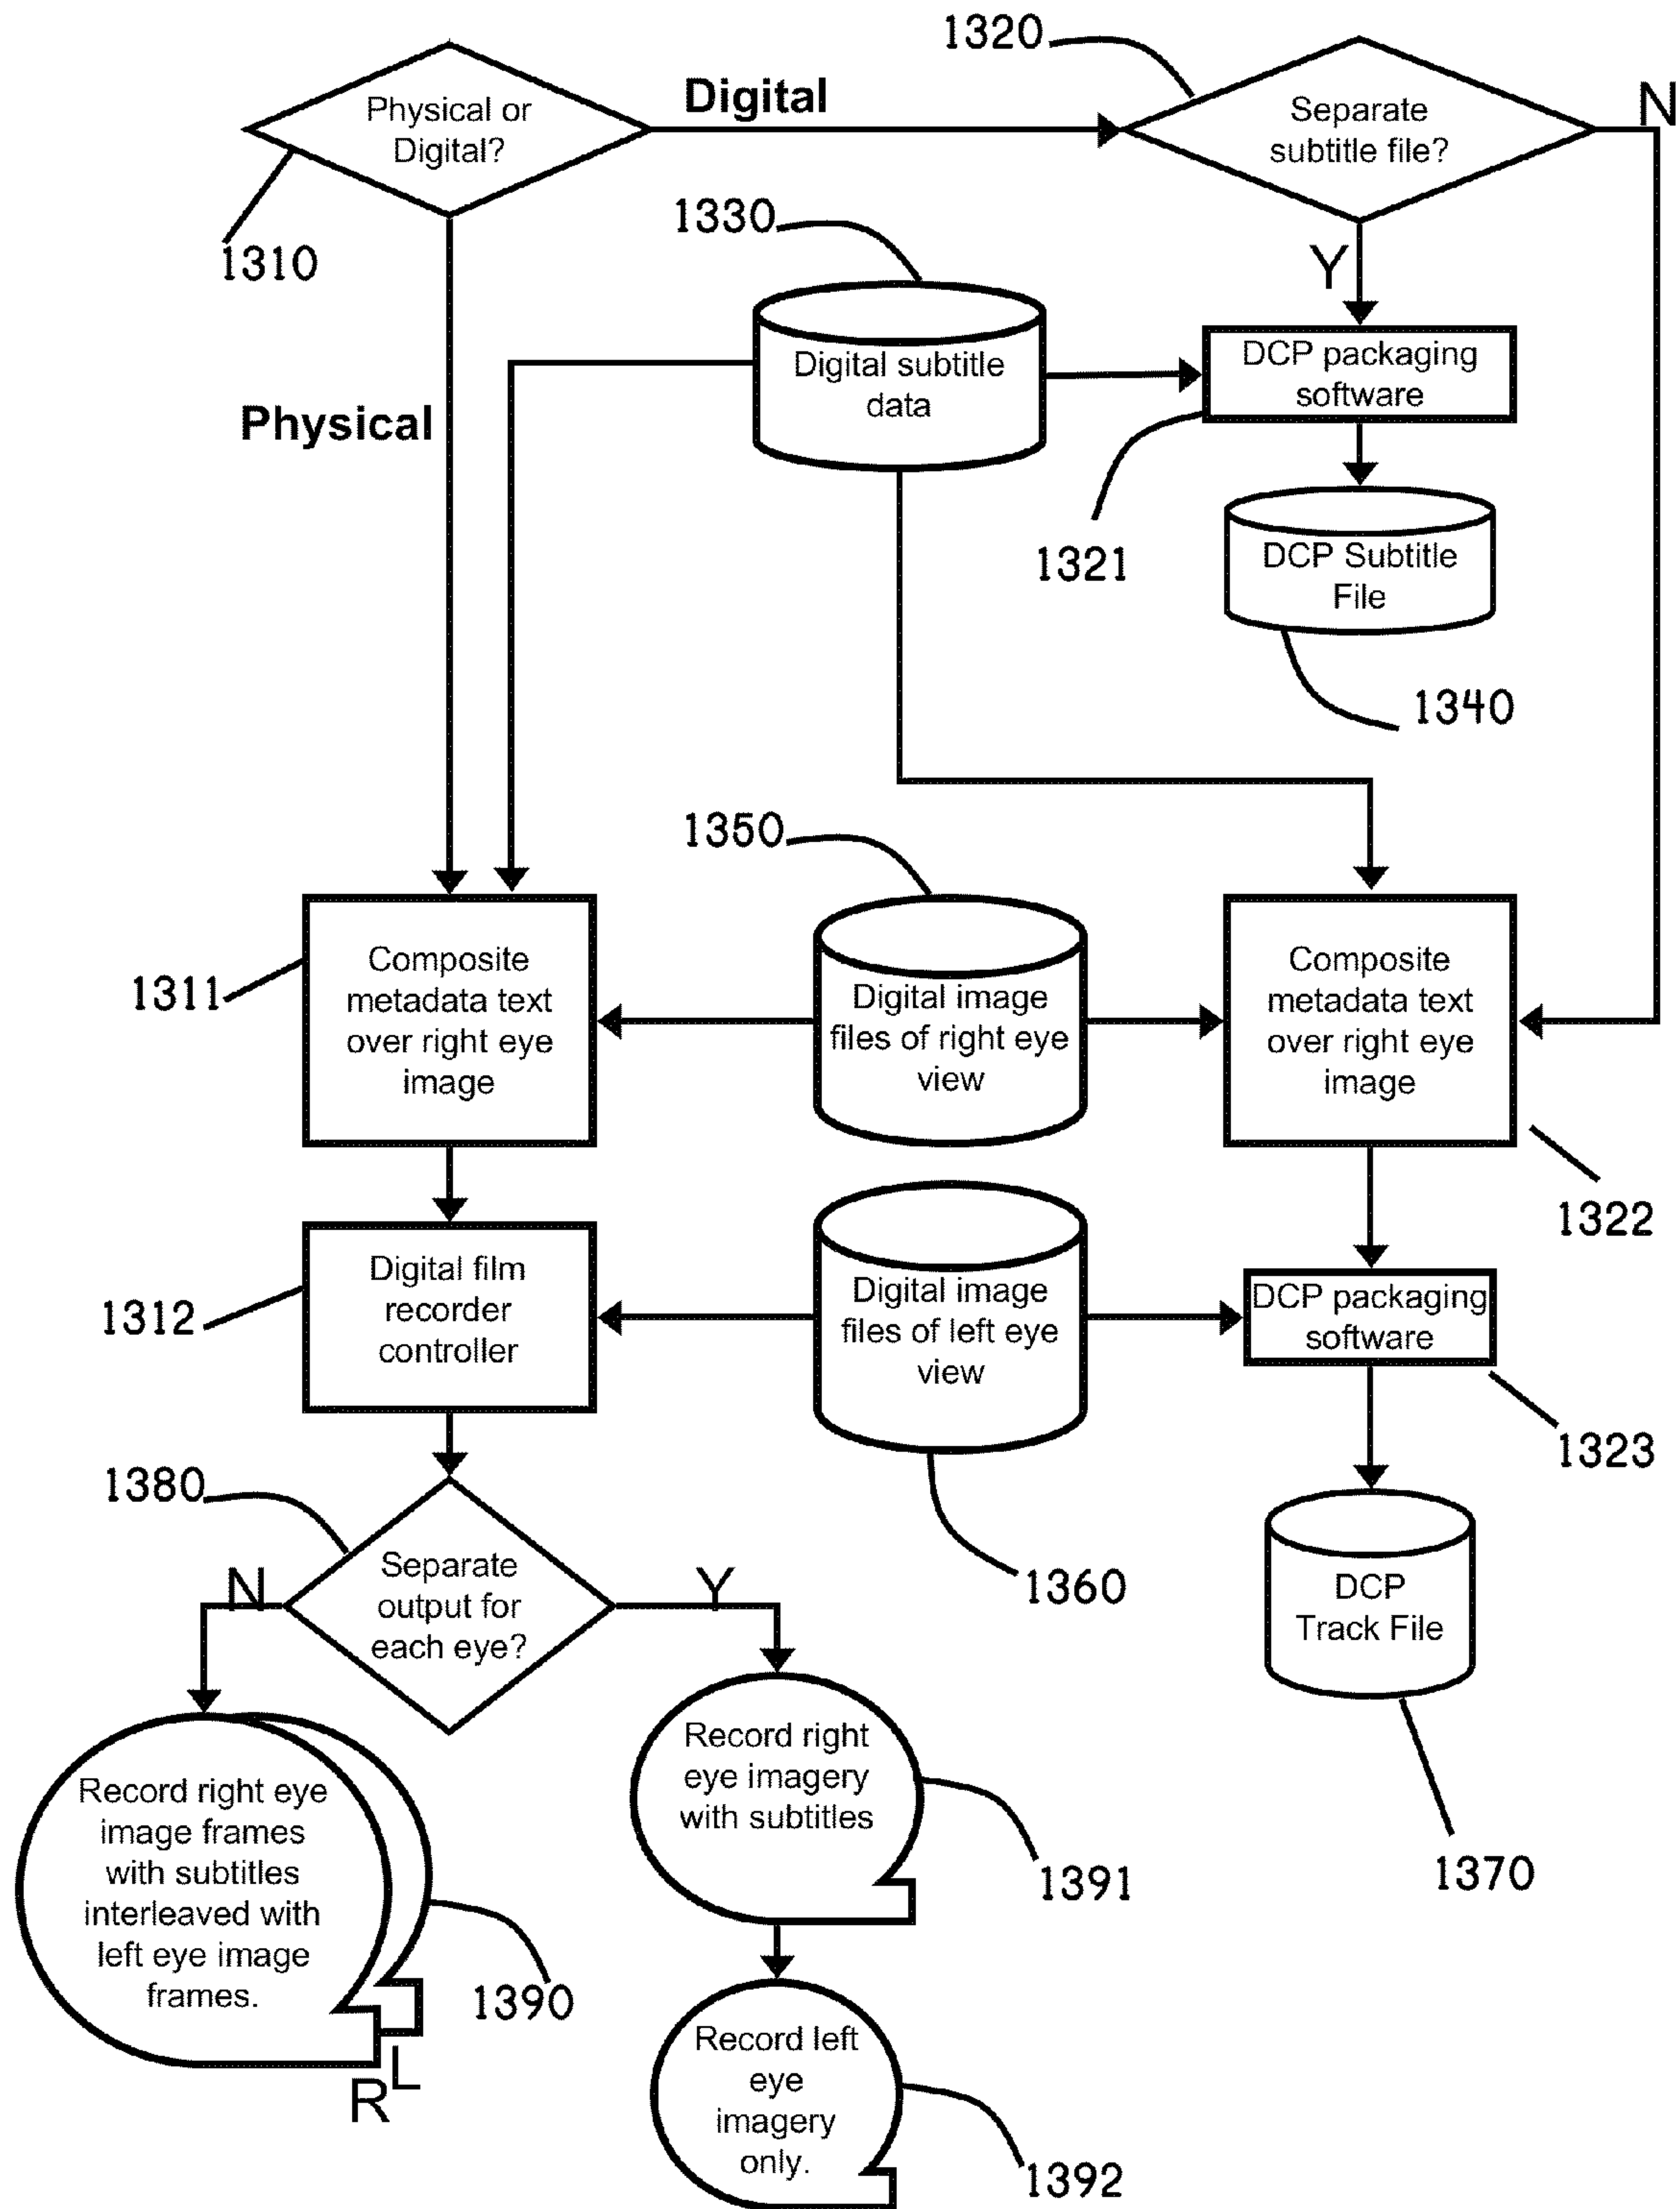 1320
Physical or
Digital?
Digital
Separate
subtitle file?
N
1310
1330
Y
Digital subtitle
data
DCP packaging
software
Physical
1321
DCP Subtitle
File
1340
1350
1311
Composite
metadada text
over right eye
image
Digital image
files of right eye
view
Composite
metadada text
over right eye
image
1322
1312
Digital film
recorder
controller
Digital image
files of left eye
view
DCP packaging
software
1323
1380
Separate
output for
each eye?
N
Y
1360
DCP
Track File
Record right eye
image frames
with subtitles
interleaved with
left eye image
frames.
Record right
eye imagery
with subtitles
1391
1370
1390
R
L
Record left
eye
imagery
only.
1392